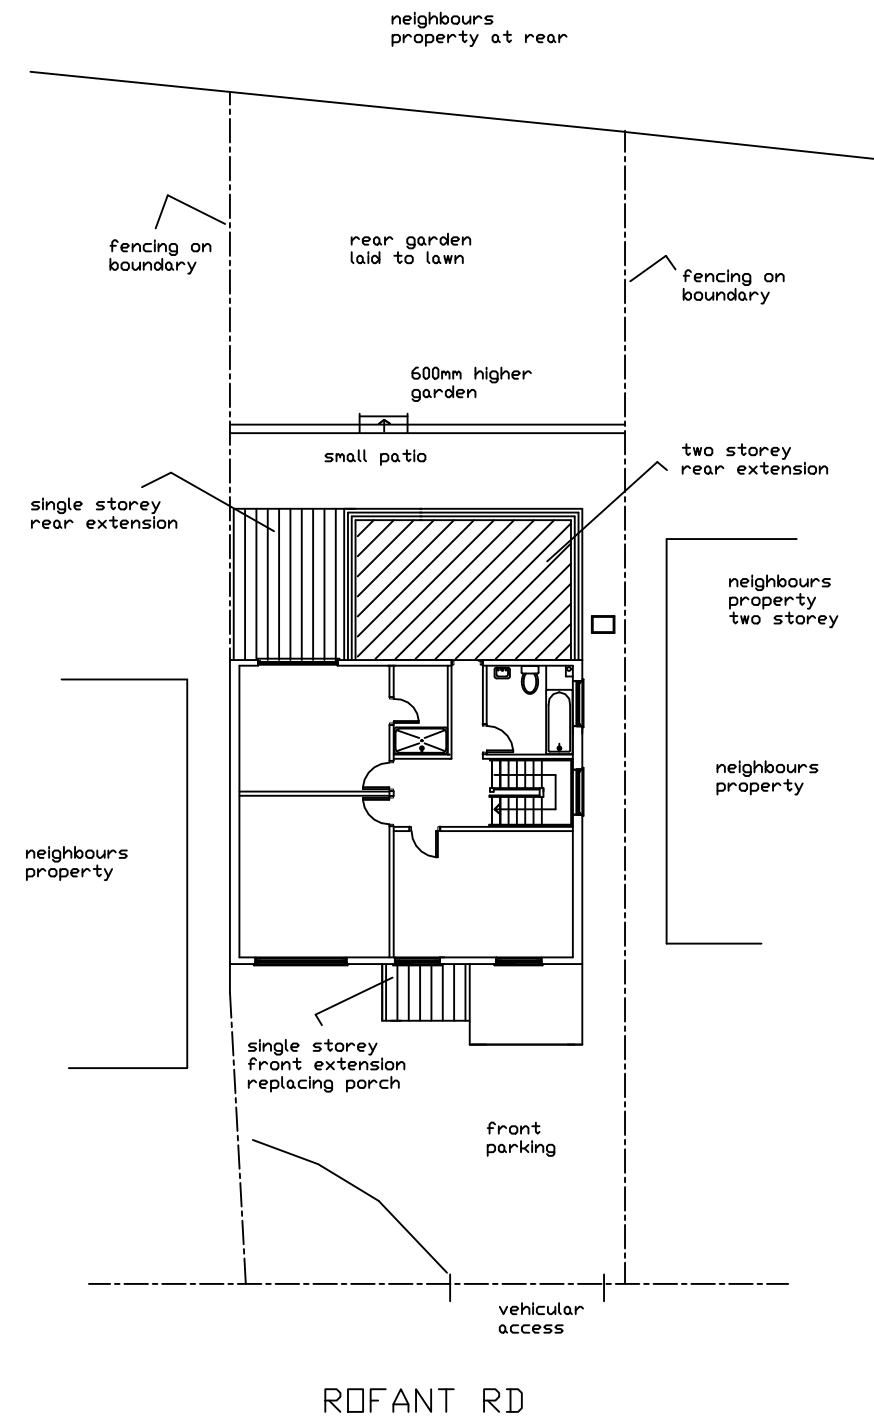 neighbours
property at rear
fencing on
boundary
rear garden
laid to lawn
fencing on
boundary
600mm higher
garden
small patio
two storey
rear extension
single storey
rear extension
neighbours
property
two storey
neighbours
property
neighbours
property
single storey
front extension
replacing porch
front
parking
vehicular
access
ROFANT RD